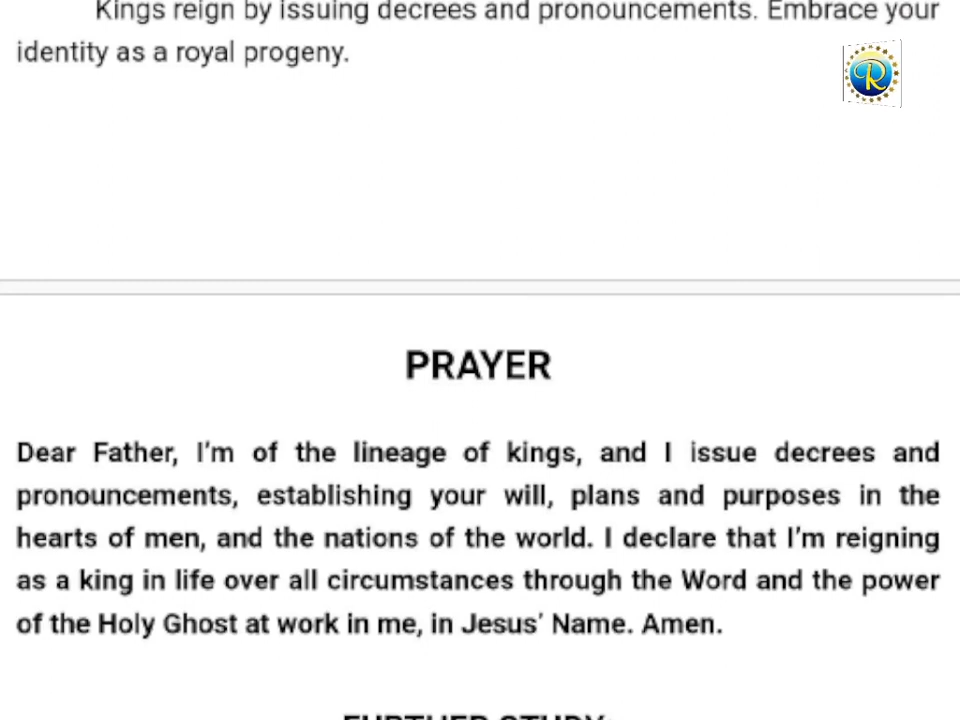 Kings reign by issuing decrees and pronouncements. Embrace your
identity as a royal progeny.
R
PRAYER
Dear Father, I'm of the lineage of kings, and I issue decrees and
pronouncements, establishing your will, plans and purposes in the
hearts of men, and the nations of the world. I declare that I'm reigning
as a king in life over all circumstances through the Word and the power
of the Holy Ghost at work in me, in Jesus' Name. Amen.
FURTHER STUDY: